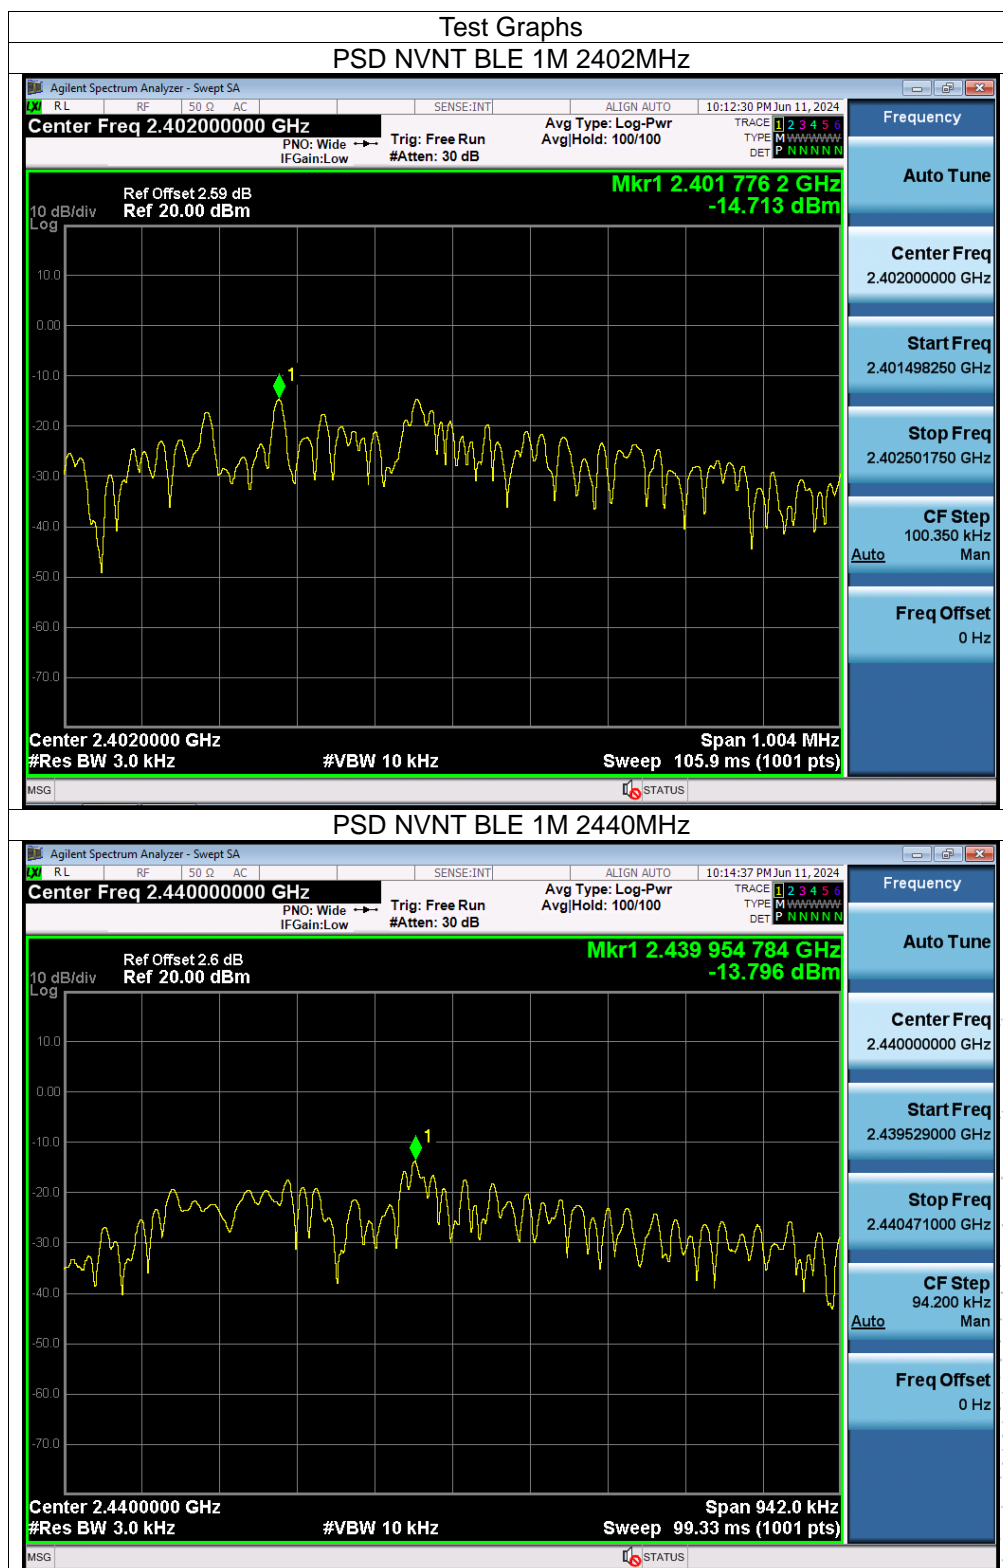 Test Graphs
PSD NVNT BLE 1M 2402MHz
Agilent Spectrum Analyzer - Swept SA
LXI RL RF 50 Ω AC SENSE:INT ALIGN AUTO 10:12:30 PM Jun 11, 2024
Center Freq 2.402000000 GHz
PNO: Wide
IFGain:Low
Trig: Free Run
#Atten: 30 dB
Avg Type: Log-Pwr
Avg|Hold: 100/100
TRACE 1 2 3 4 5 6
TYPE M WWWWW
DET P N N N N N
Frequency
Auto Tune
Mkr1 2.401 776 2 GHz
-14.713 dBm
Ref Offset 2.59 dB
10 dB/div Ref 20.00 dBm
Log
10.0
0.00
-10.0
-20.0
-30.0
-40.0
-50.0
-60.0
-70.0
1
Center Freq
2.402000000 GHz
Start Freq
2.401498250 GHz
Stop Freq
2.402501750 GHz
CF Step
100.350 kHz
Auto Man
Freq Offset
0 Hz
Center 2.4020000 GHz Span 1.004 MHz
#Res BW 3.0 kHz #VBW 10 kHz Sweep 105.9 ms (1001 pts)
MSG STATUS
PSD NVNT BLE 1M 2440MHz
Agilent Spectrum Analyzer - Swept SA
LXI RL RF 50 Ω AC SENSE:INT ALIGN AUTO 10:14:37 PM Jun 11, 2024
Center Freq 2.440000000 GHz
PNO: Wide
IFGain:Low
Trig: Free Run
#Atten: 30 dB
Avg Type: Log-Pwr
Avg|Hold: 100/100
TRACE 1 2 3 4 5 6
TYPE M WWWWW
DET P N N N N N
Frequency
Auto Tune
Mkr1 2.439 954 784 GHz
-13.796 dBm
Ref Offset 2.6 dB
10 dB/div Ref 20.00 dBm
Log
10.0
0.00
-10.0
-20.0
-30.0
-40.0
-50.0
-60.0
-70.0
1
Center Freq
2.440000000 GHz
Start Freq
2.439529000 GHz
Stop Freq
2.440471000 GHz
CF Step
94.200 kHz
Auto Man
Freq Offset
0 Hz
Center 2.4400000 GHz Span 942.0 kHz
#Res BW 3.0 kHz #VBW 10 kHz Sweep 99.33 ms (1001 pts)
MSG STATUS